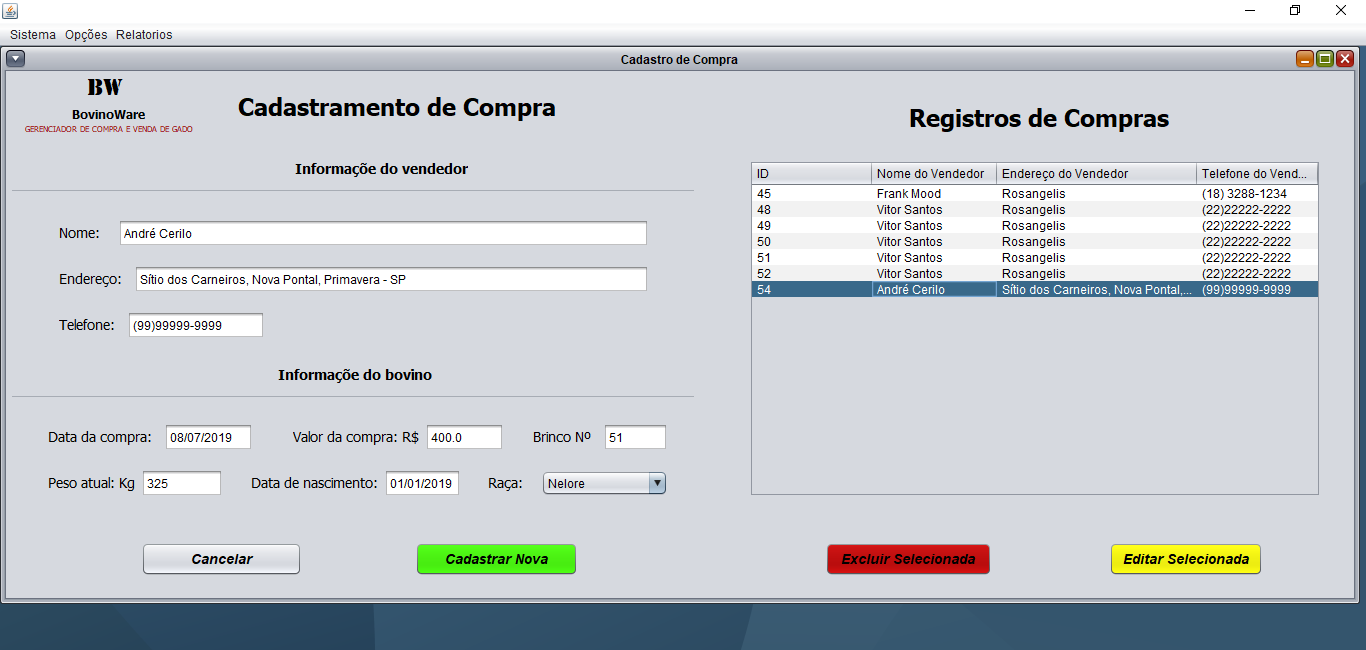 Sistema Opções Relatorios
Cadastro de Compra
BW
BovinoWare
GERENCIADOR DE COMPRA E VENDA DE GADO
Cadastramento de Compra
Informaçõe do vendedor
Nome: André Cerilo
Endereço: Sítio dos Carneiros, Nova Pontal, Primavera - SP
Telefone: (99)99999-9999
Informaçõe do bovino
Data da compra: 08/07/2019 Valor da compra: R$ 400.0 Brinco Nº 51
Peso atual: Kg 325 Data de nascimento: 01/01/2019 Raça: Nelore
Cancelar Cadastrar Nova
Registros de Compras
ID Nome do Vendedor Endereço do Vendedor Telefone do Vend...
45 Frank Mood Rosangelis (18) 3288-1234
48 Vitor Santos Rosangelis (22)22222-2222
49 Vitor Santos Rosangelis (22)22222-2222
50 Vitor Santos Rosangelis (22)22222-2222
51 Vitor Santos Rosangelis (22)22222-2222
52 Vitor Santos Rosangelis (22)22222-2222
54 André Cerilo Sítio dos Carneiros, Nova Pontal,... (99)99999-9999
Excluir Selecionada Editar Selecionada